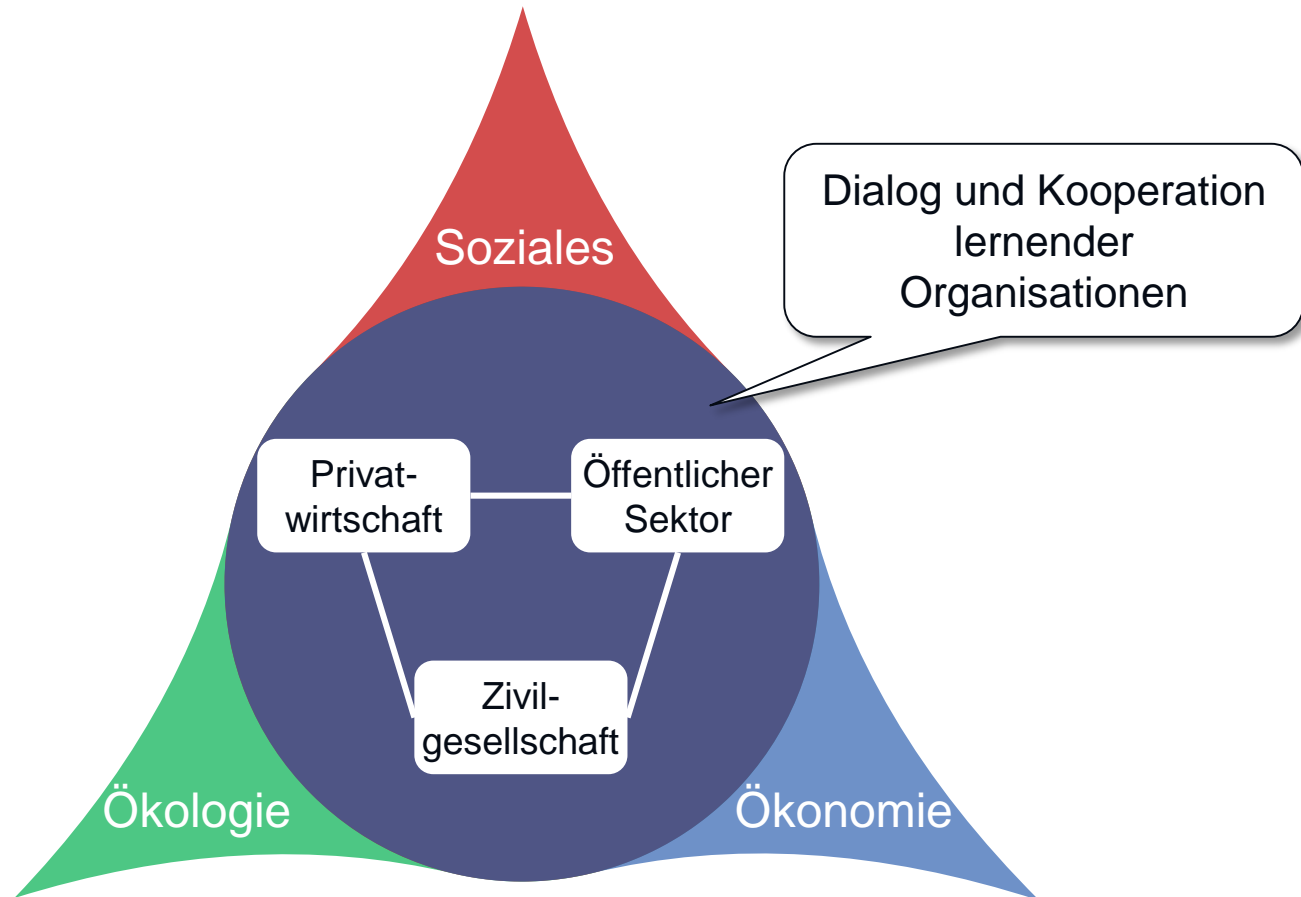 Soziales
Dialog und Kooperation
lernender
Organisationen
Privat-
wirtschaft
Öffentlicher
Sektor
Zivil-
gesellschaft
Ökologie
Ökonomie